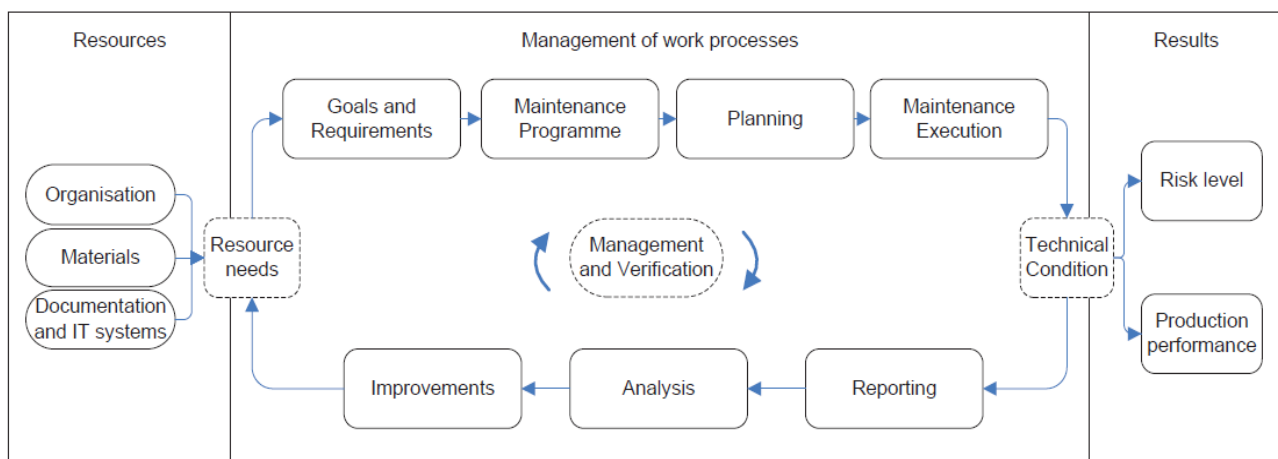 Resources
Management of work processes
Results
Goals and
Requirements
Maintenance
Programme
Planning
Maintenance
Execution
Organisation
Materials
Documentation
and IT systems
Resource
needs
Management
and Verification
Technical
Condition
Risk level
Production
performance
Improvements
Analysis
Reporting